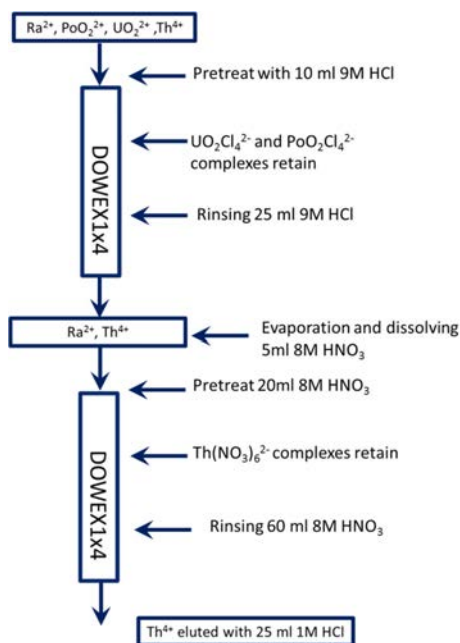 Ra²⁺, PoO₂²⁺, UO₂²⁺ ,Th⁴⁺
Pretreat with 10 ml 9M HCl
DOWEX1x4
UO₂Cl₄²⁻ and PoO₂Cl₄²⁻
complexes retain
Rinsing 25 ml 9M HCl
Ra²⁺, Th⁴⁺
Evaporation and dissolving
5ml 8M HNO₃
Pretreat 20ml 8M HNO₃
DOWEX1x4
Th(NO₃)₆²⁻ complexes retain
Rinsing 60 ml 8M HNO₃
Th⁴⁺ eluted with 25 ml 1M HCl